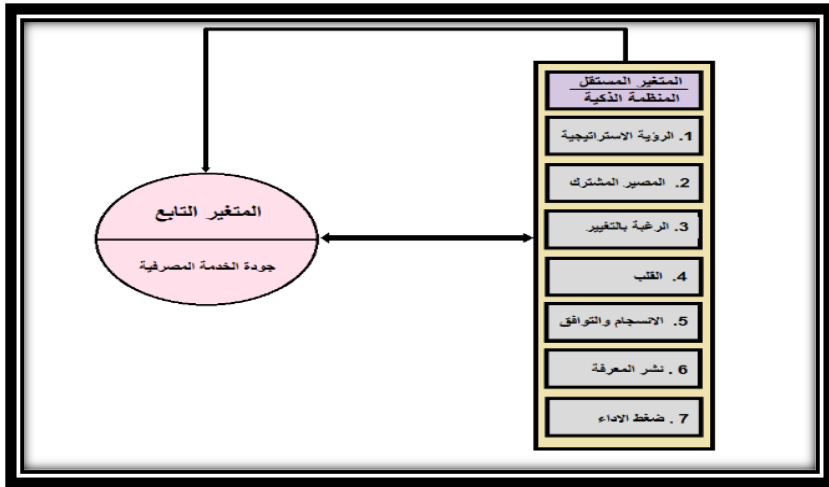 المتغير المستقل
المنظمة الذكية
1. الرؤية الاستراتيجية
2. المصير المشترك
3. الرغبة بالتغيير
4. القلب
5. الانسجام والتوافق
6 . نشر المعرفة
7 . ضغط الاداء
المتغير التابع
جودة الخدمة المصرفية